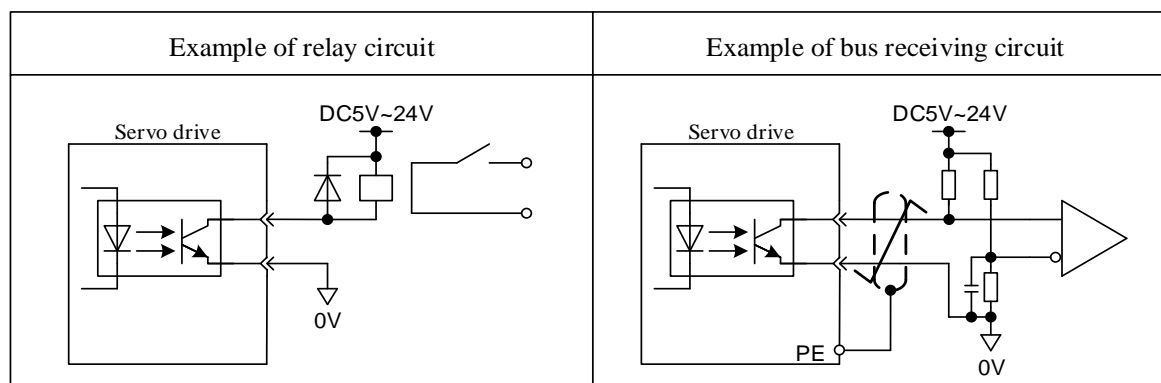 Example of relay circuit
Example of bus receiving circuit
DC5V~24V
Servo drive
0V
DC5V~24V
Servo drive
PE
0V